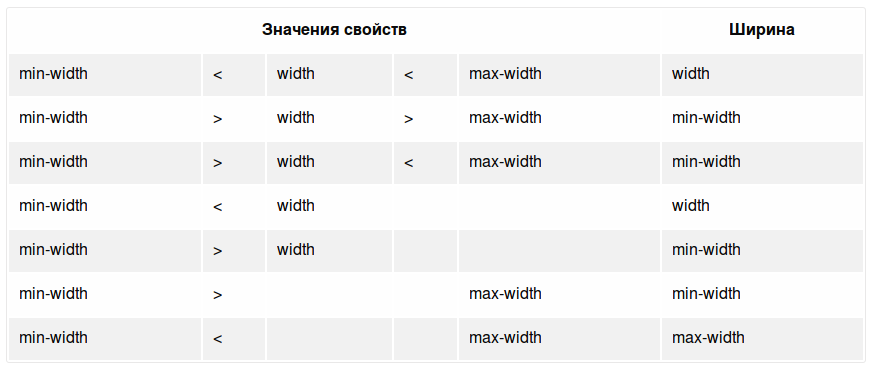 Значения свойств Ширина
min-width < width < max-width width
min-width > width > max-width min-width
min-width > width < max-width min-width
min-width < width width
min-width > width min-width
min-width > max-width min-width
min-width < max-width max-width